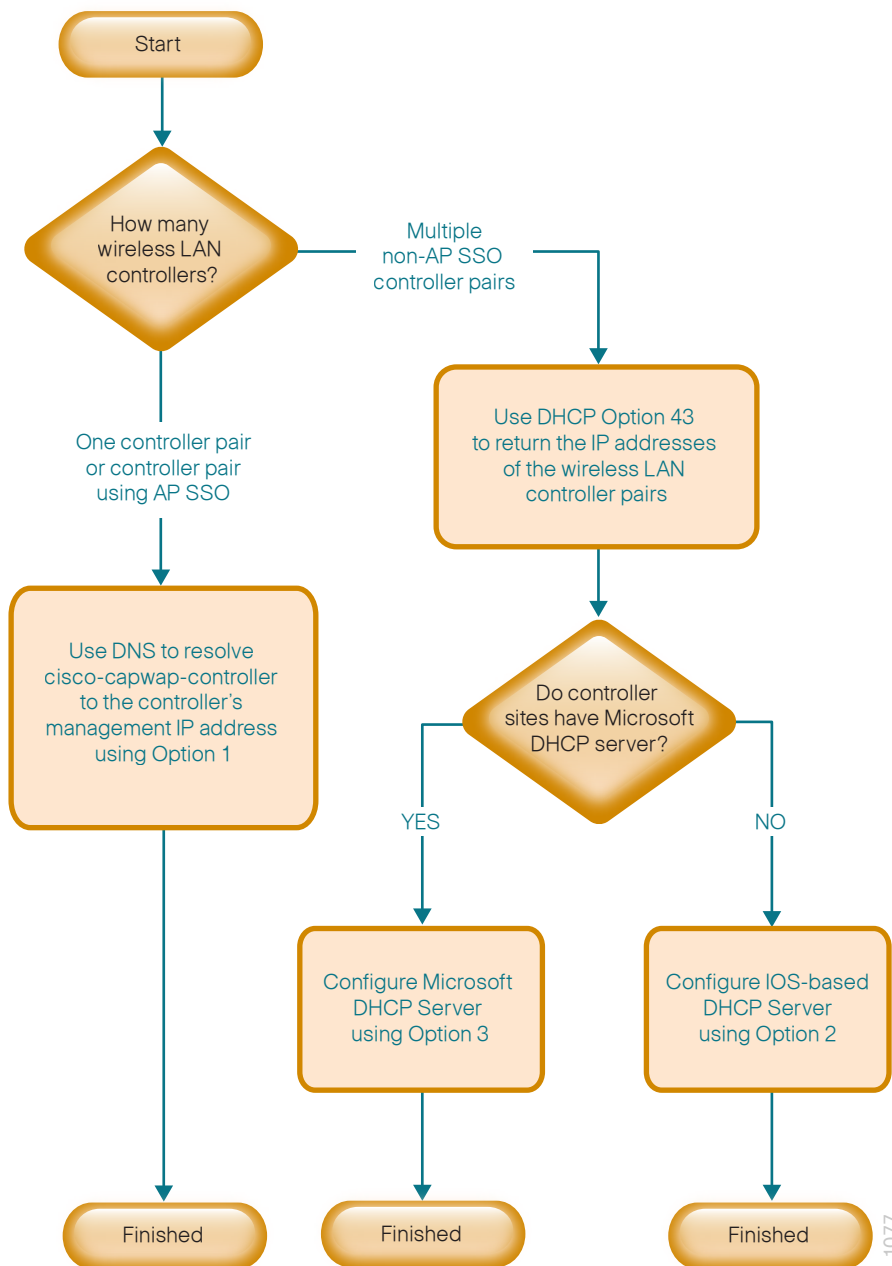 Start
How many
wireless LAN
controllers?
Multiple
non-AP SSO
controller pairs
One controller pair
or controller pair
using AP SSO
Use DHCP Option 43
to return the IP addresses
of the wireless LAN
controller pairs
Use DNS to resolve
cisco-capwap-controller
to the controller’s
management IP address
using Option 1
Do controller
sites have Microsoft
DHCP server?
YES
NO
Configure Microsoft
DHCP Server
using Option 3
Configure IOS-based
DHCP Server
using Option 2
Finished
Finished
Finished
1077